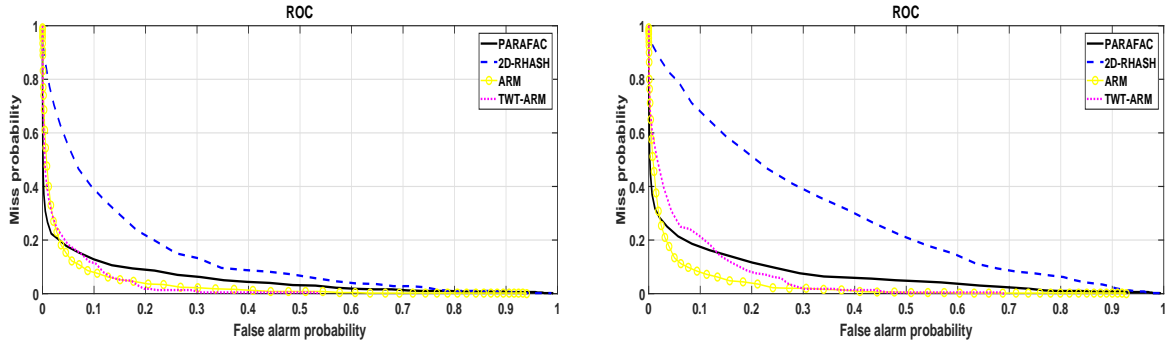 ROC
Miss probability
1
0.8
0.6
0.4
0.2
0
0 0.1 0.2 0.3 0.4 0.5 0.6 0.7 0.8 0.9 1
False alarm probability
PARAFAC
2D-RHASH
ARM
TWT-ARM
ROC
Miss probability
1
0.8
0.6
0.4
0.2
0
0 0.1 0.2 0.3 0.4 0.5 0.6 0.7 0.8 0.9 1
False alarm probability
PARAFAC
2D-RHASH
ARM
TWT-ARM